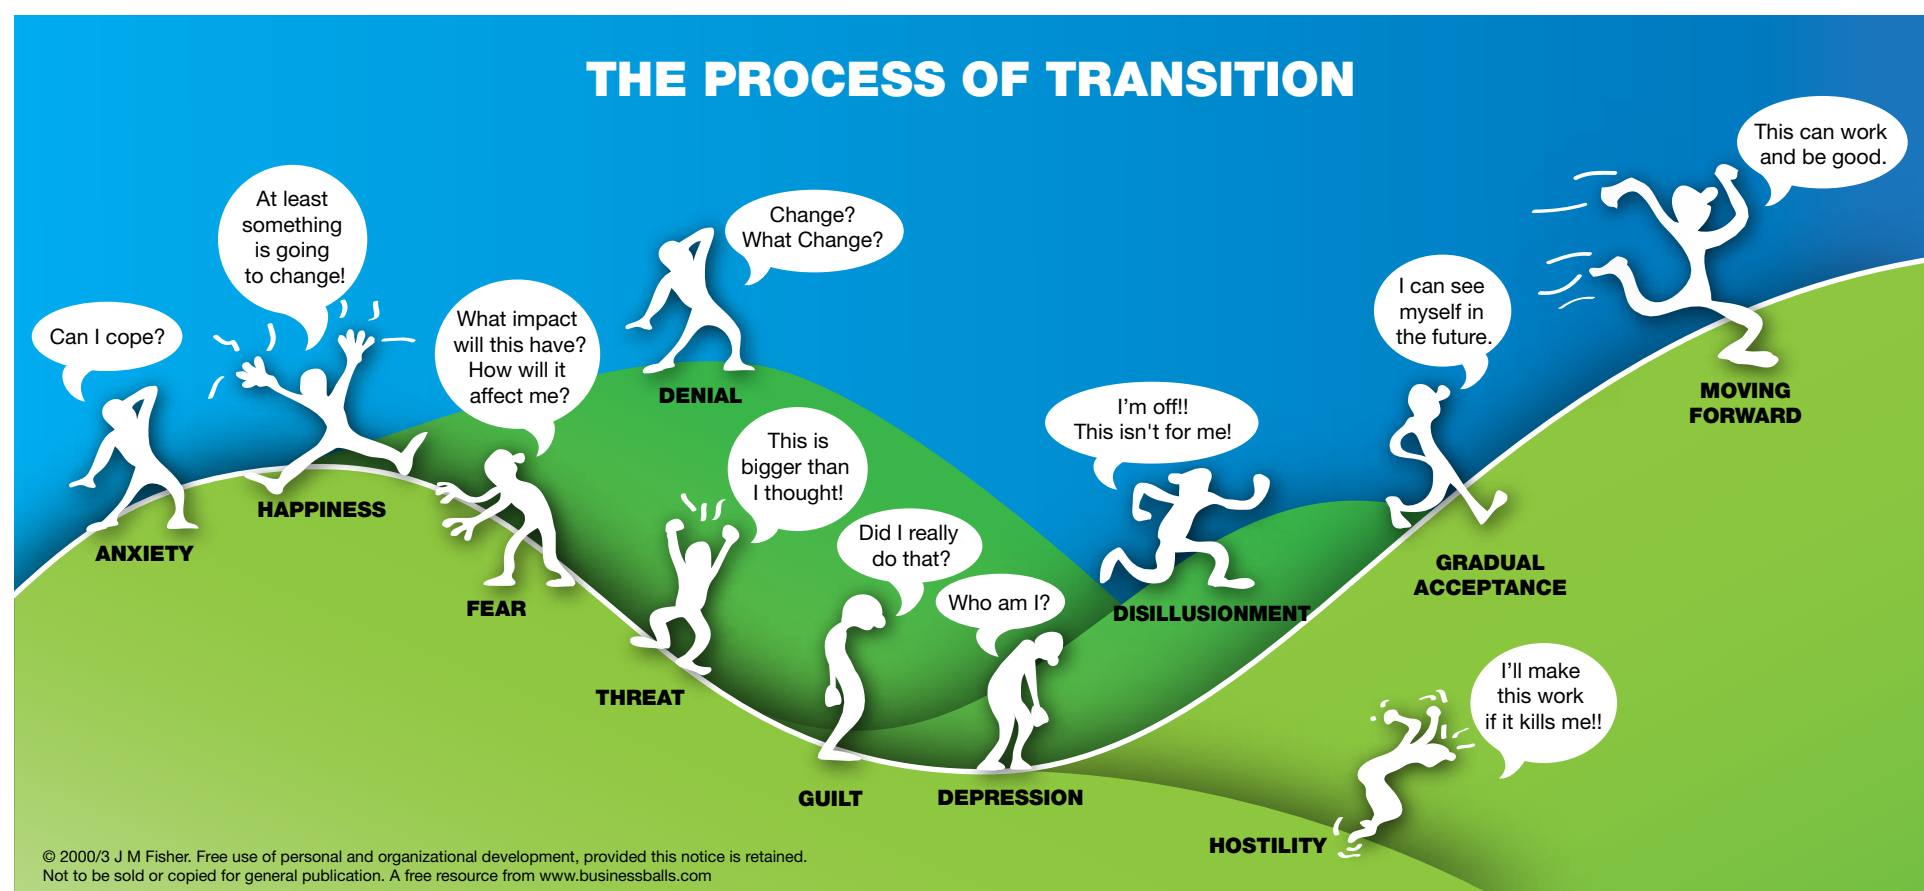 THE PROCESS OF TRANSITION
Can I cope?
ANXIETY
At least
something
is going
to change!
HAPPINESS
What impact
will this have?
How will it
affect me?
FEAR
Change?
What Change?
DENIAL
This is
bigger than
I thought!
THREAT
Did I really
do that?
GUILT
Who am I?
DEPRESSION
I'm off!!
This isn't for me!
DISILLUSIONMENT
I'll make
this work
if it kills me!!
HOSTILITY
I can see
myself in
the future.
GRADUAL
ACCEPTANCE
This can work
and be good.
MOVING
FORWARD
© 2000/3 J M Fisher. Free use of personal and organizational development, provided this notice is retained.
Not to be sold or copied for general publication. A free resource from www.businessballs.com